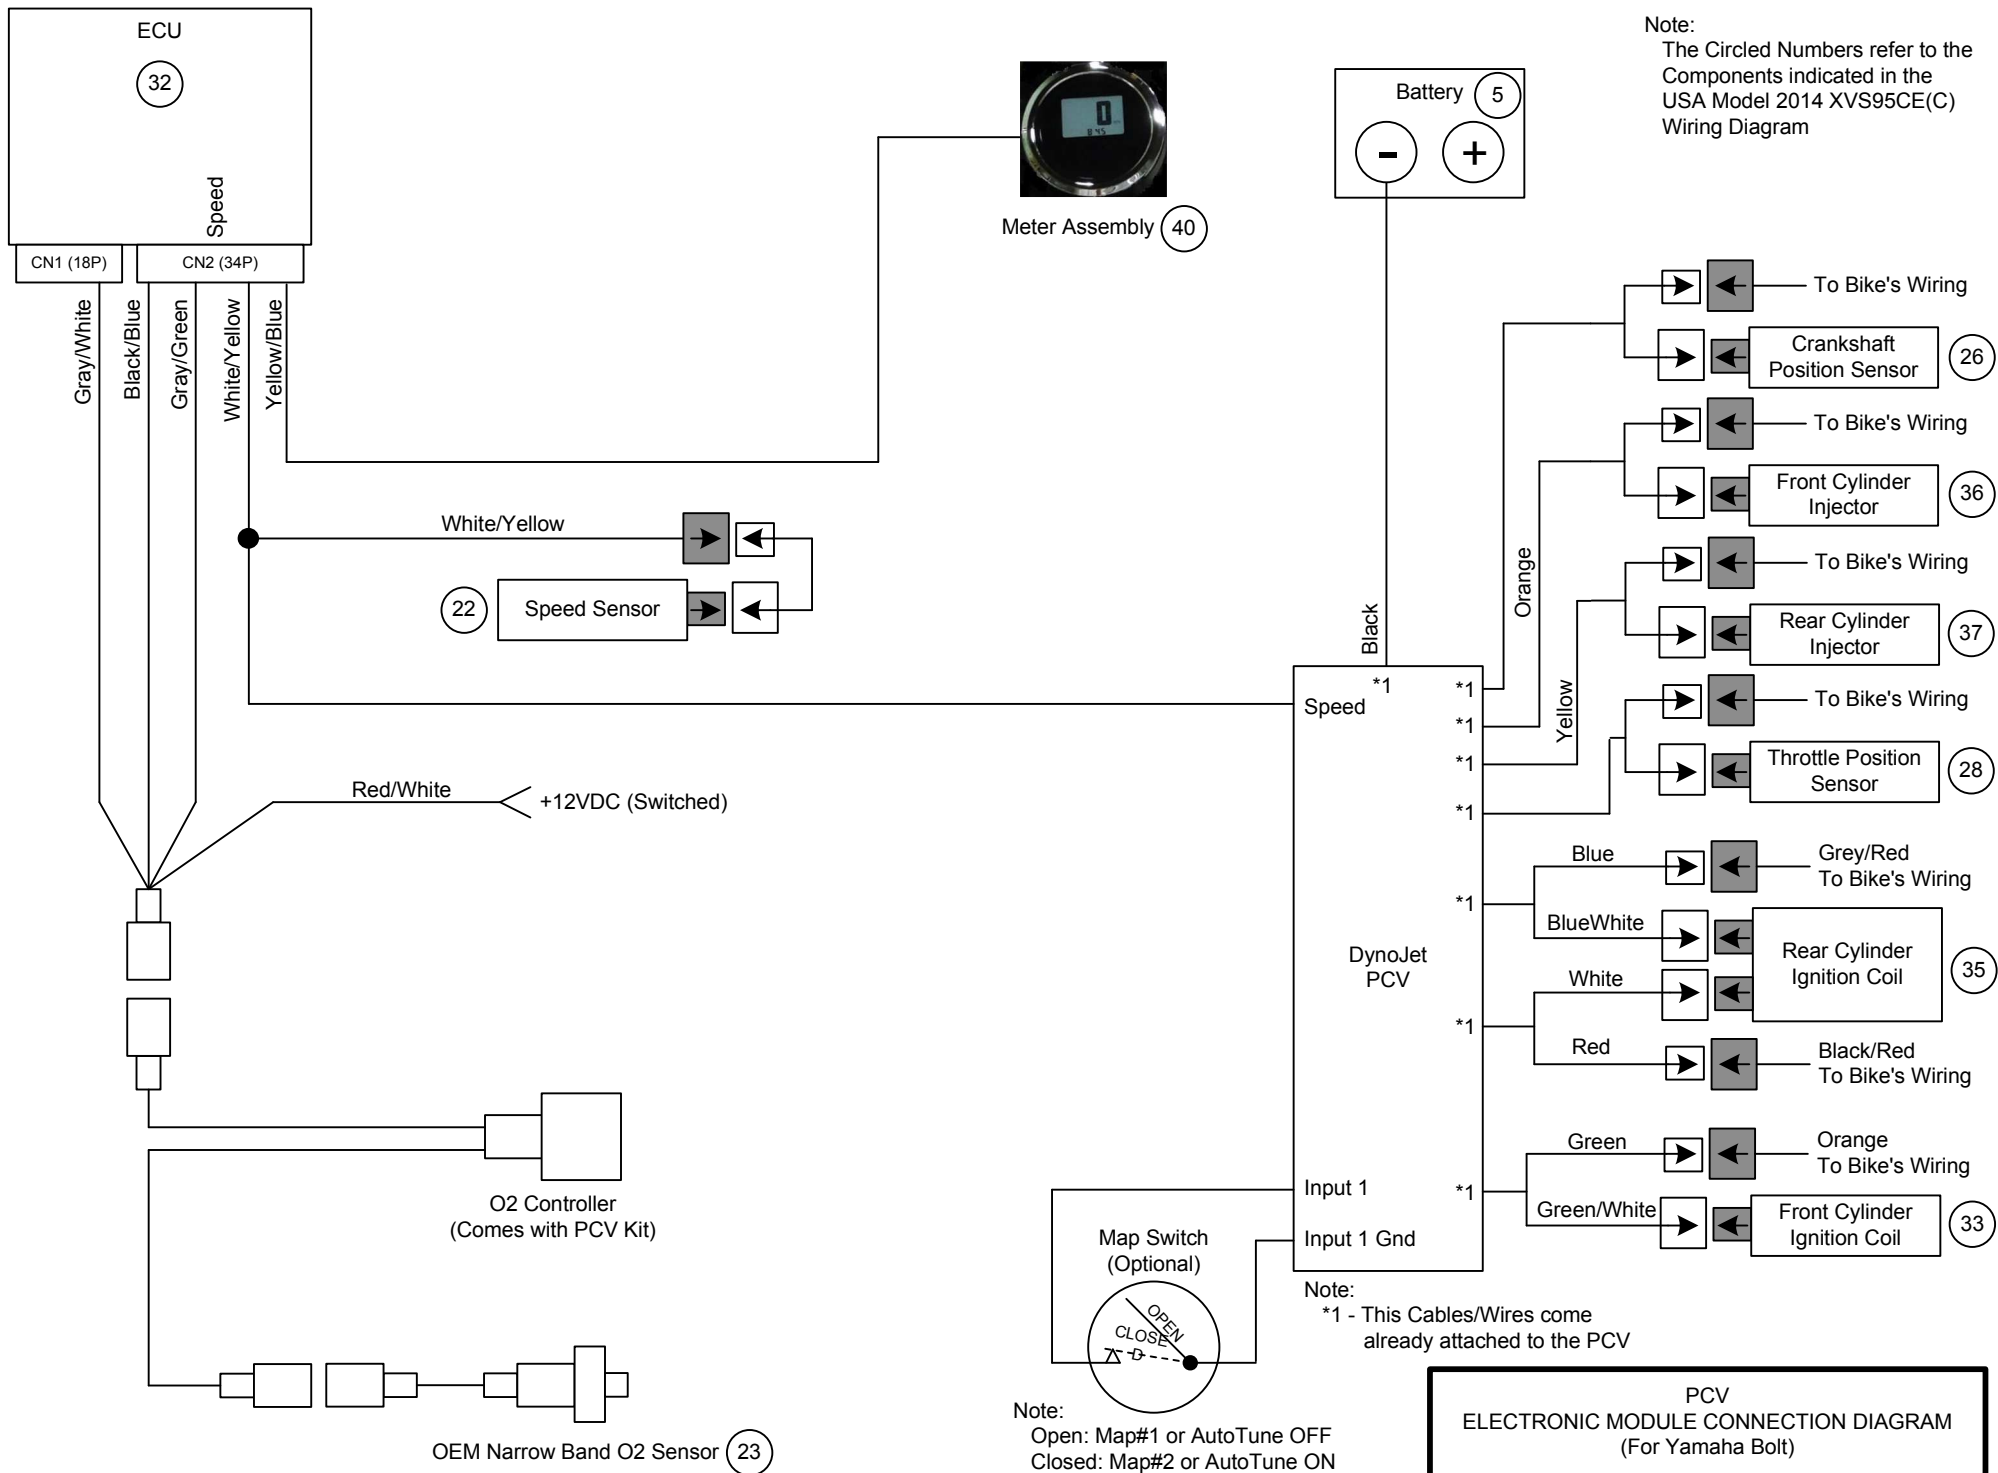 ECU
32
Speed
CN1 (18P)
CN2 (34P)
Gray/White
Black/Blue
Gray/Green
White/Yellow
Yellow/Blue
0
8:45
Meter Assembly 40
Battery 5
-
+
Note:
The Circled Numbers refer to the
Components indicated in the
USA Model 2014 XVS95CE(C)
Wiring Diagram
White/Yellow
22
Speed Sensor
Red/White
+12VDC (Switched)
O2 Controller
(Comes with PCV Kit)
OEM Narrow Band O2 Sensor 23
Black
Orange
Yellow
*1
Speed
*1
*1
*1
*1
*1
*1
*1
DynoJet
PCV
Input 1
Input 1 Gnd
To Bike's Wiring
Crankshaft
Position Sensor
26
To Bike's Wiring
Front Cylinder
Injector
36
To Bike's Wiring
Rear Cylinder
Injector
37
To Bike's Wiring
Throttle Position
Sensor
28
Blue
Grey/Red
To Bike's Wiring
BlueWhite
Rear Cylinder
Ignition Coil
35
White
Red
Black/Red
To Bike's Wiring
Green
Orange
To Bike's Wiring
Green/White
Front Cylinder
Ignition Coil
33
Map Switch
(Optional)
OPEN
CLOSE
D
Note:
Open: Map#1 or AutoTune OFF
Closed: Map#2 or AutoTune ON
Note:
*1 - This Cables/Wires come
already attached to the PCV
PCV
ELECTRONIC MODULE CONNECTION DIAGRAM
(For Yamaha Bolt)